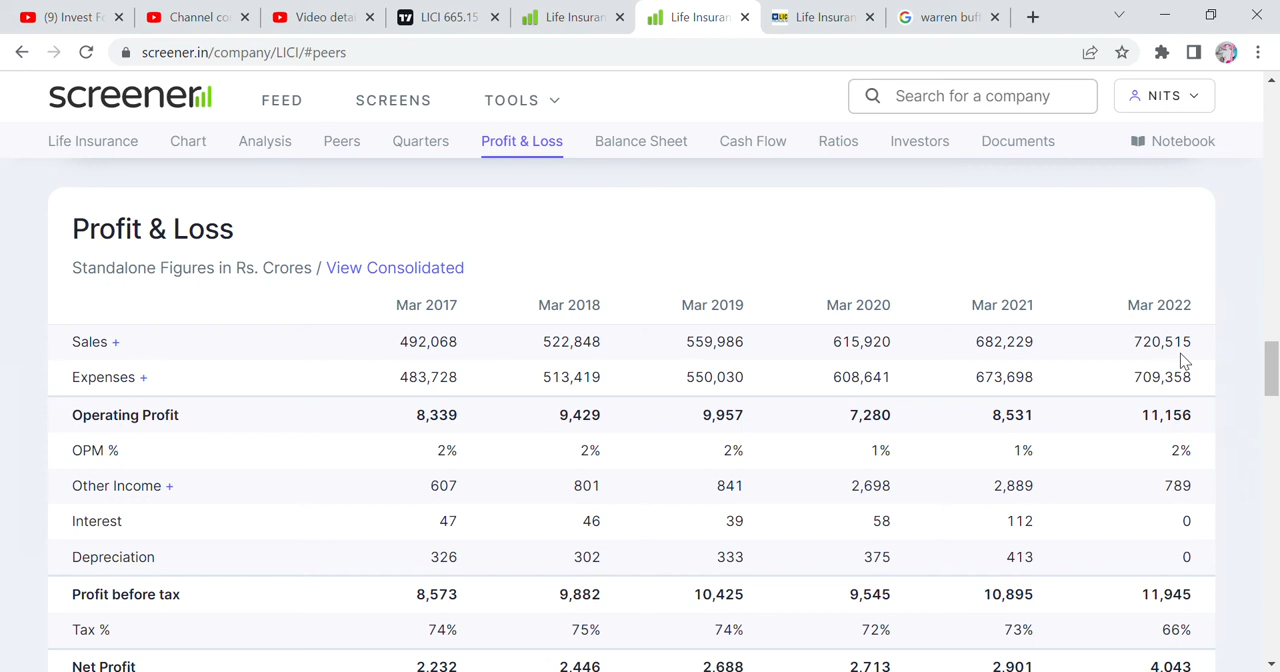 (9) Invest F
Channel co
Video detai
LICI 665.15
Life Insuran
Life Insuran
Life Insuran
warren buff
screener.in/company/LICI/#peers
screener
FEED
SCREENS
TOOLS
Search for a company
NITS
Life Insurance
Chart
Analysis
Peers
Quarters
Profit & Loss
Balance Sheet
Cash Flow
Ratios
Investors
Documents
Notebook
Profit & Loss
Standalone Figures in Rs. Crores / View Consolidated
Mar 2017 Mar 2018 Mar 2019 Mar 2020 Mar 2021 Mar 2022
Sales + 492,068 522,848 559,986 615,920 682,229 720,515
Expenses + 483,728 513,419 550,030 608,641 673,698 709,358
Operating Profit 8,339 9,429 9,957 7,280 8,531 11,156
OPM % 2% 2% 2% 1% 1% 2%
Other Income + 607 801 841 2,698 2,889 789
Interest 47 46 39 58 112 0
Depreciation 326 302 333 375 413 0
Profit before tax 8,573 9,882 10,425 9,545 10,895 11,945
Tax % 74% 75% 74% 72% 73% 66%
Net Profit 2,232 2,446 2,688 2,713 2,901 4,043